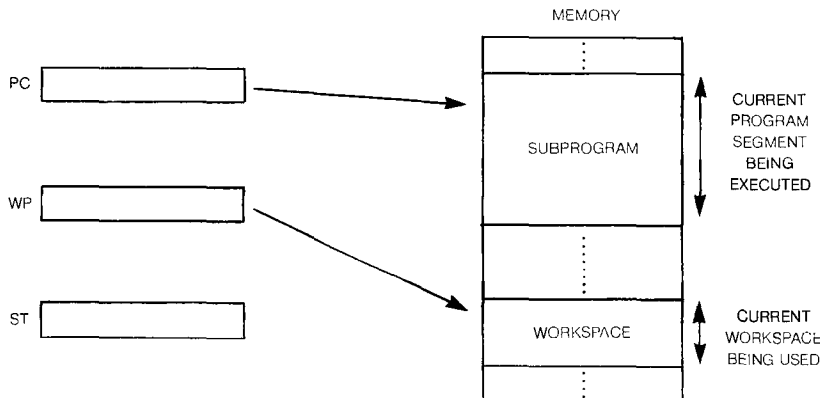 MEMORY
PC
SUBPROGRAM
CURRENT
PROGRAM
SEGMENT
BEING
EXECUTED
WP
ST
WORKSPACE
CURRENT
WORKSPACE
BEING USED